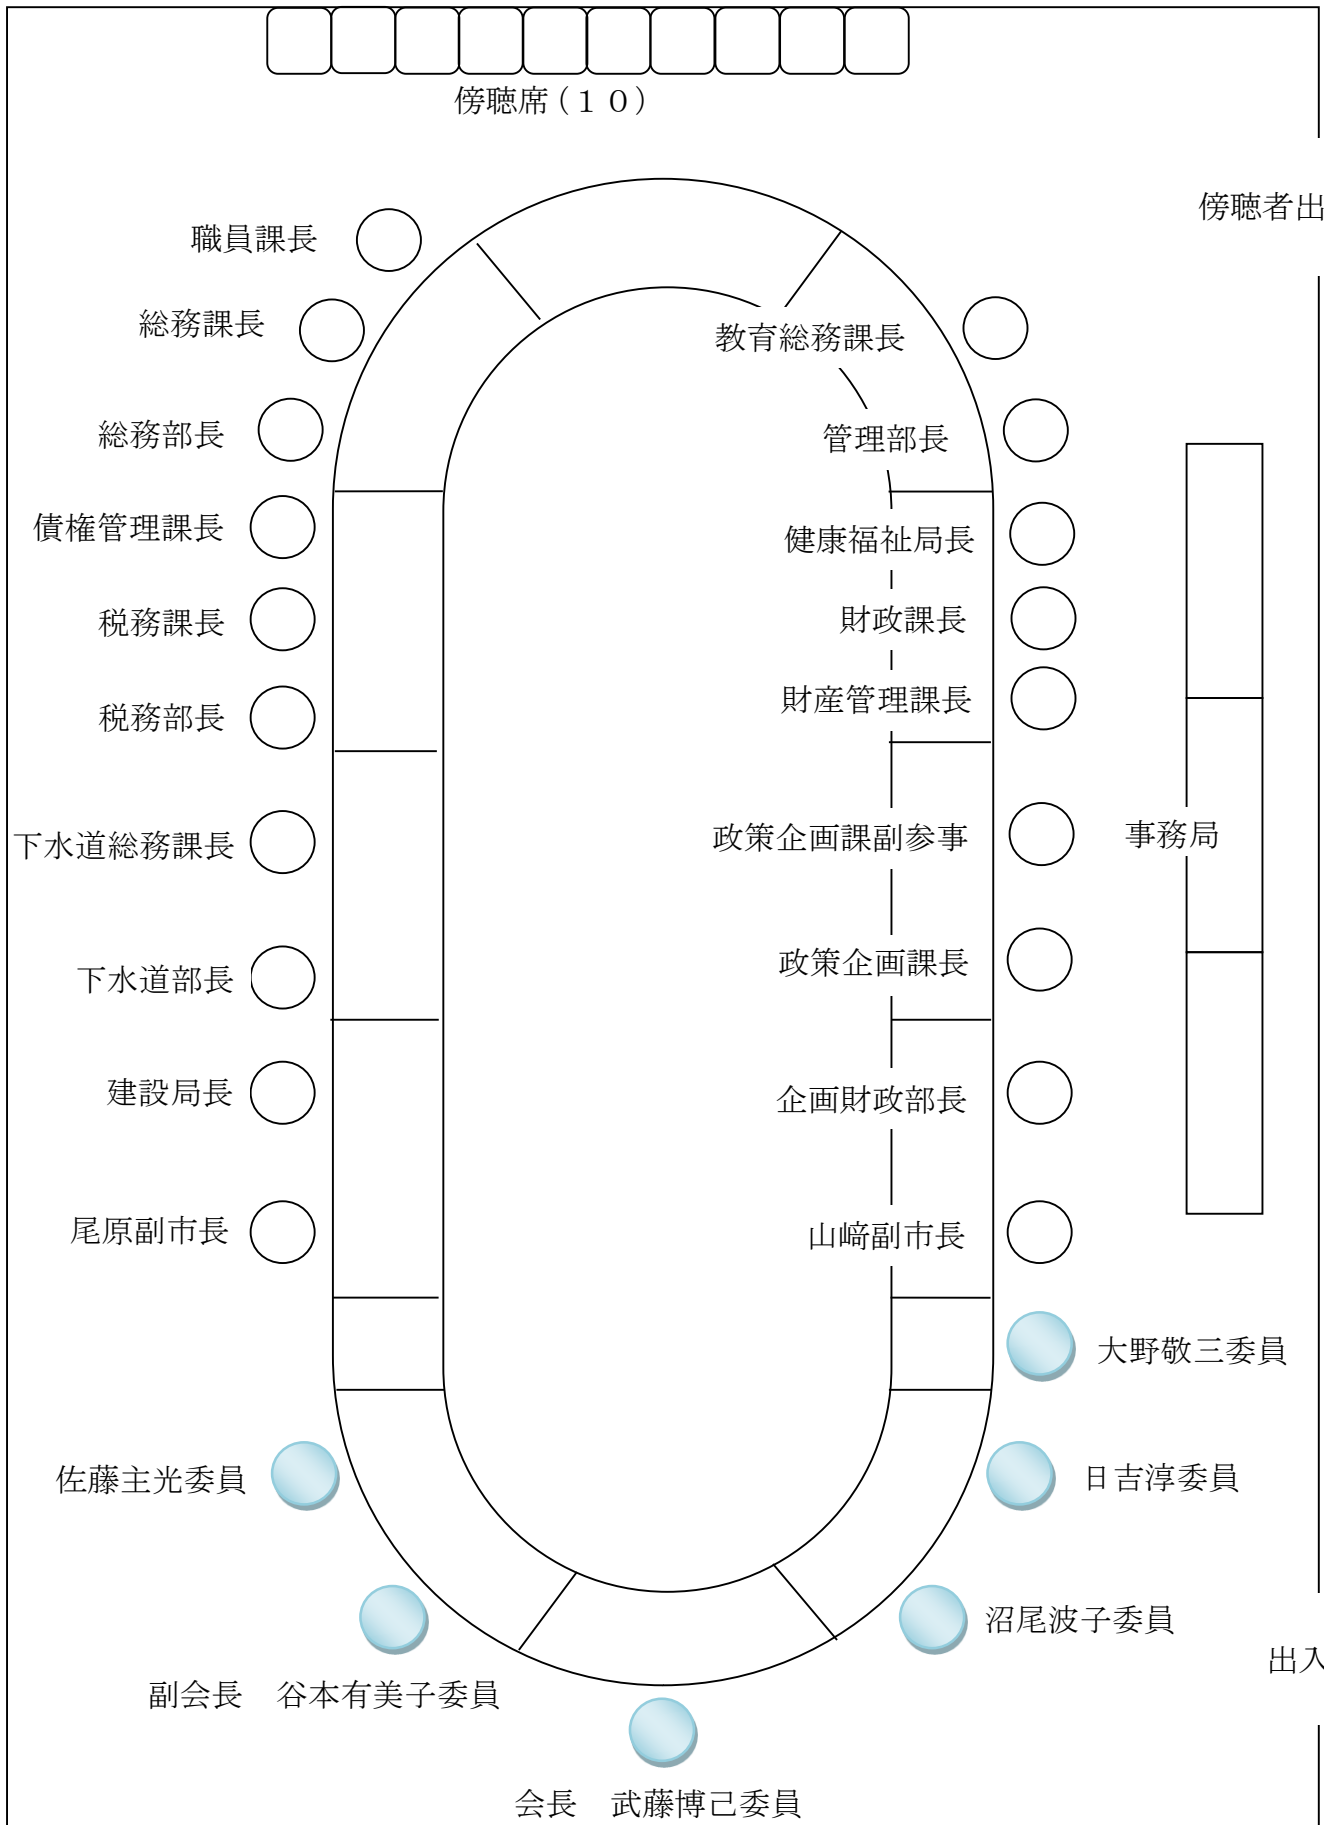 傍聴席（１０）
傍聴者出
職員課長
総務課長
教育総務課長
総務部長
管理部長
債権管理課長
健康福祉局長
税務課長
財政課長
税務部長
財産管理課長
下水道総務課長
政策企画課副参事
事務局
下水道部長
政策企画課長
建設局長
企画財政部長
尾原副市長
山﨑副市長
大野敬三委員
佐藤主光委員
日吉淳委員
沼尾波子委員
出入
副会長　谷本有美子委員
会長　武藤博己委員